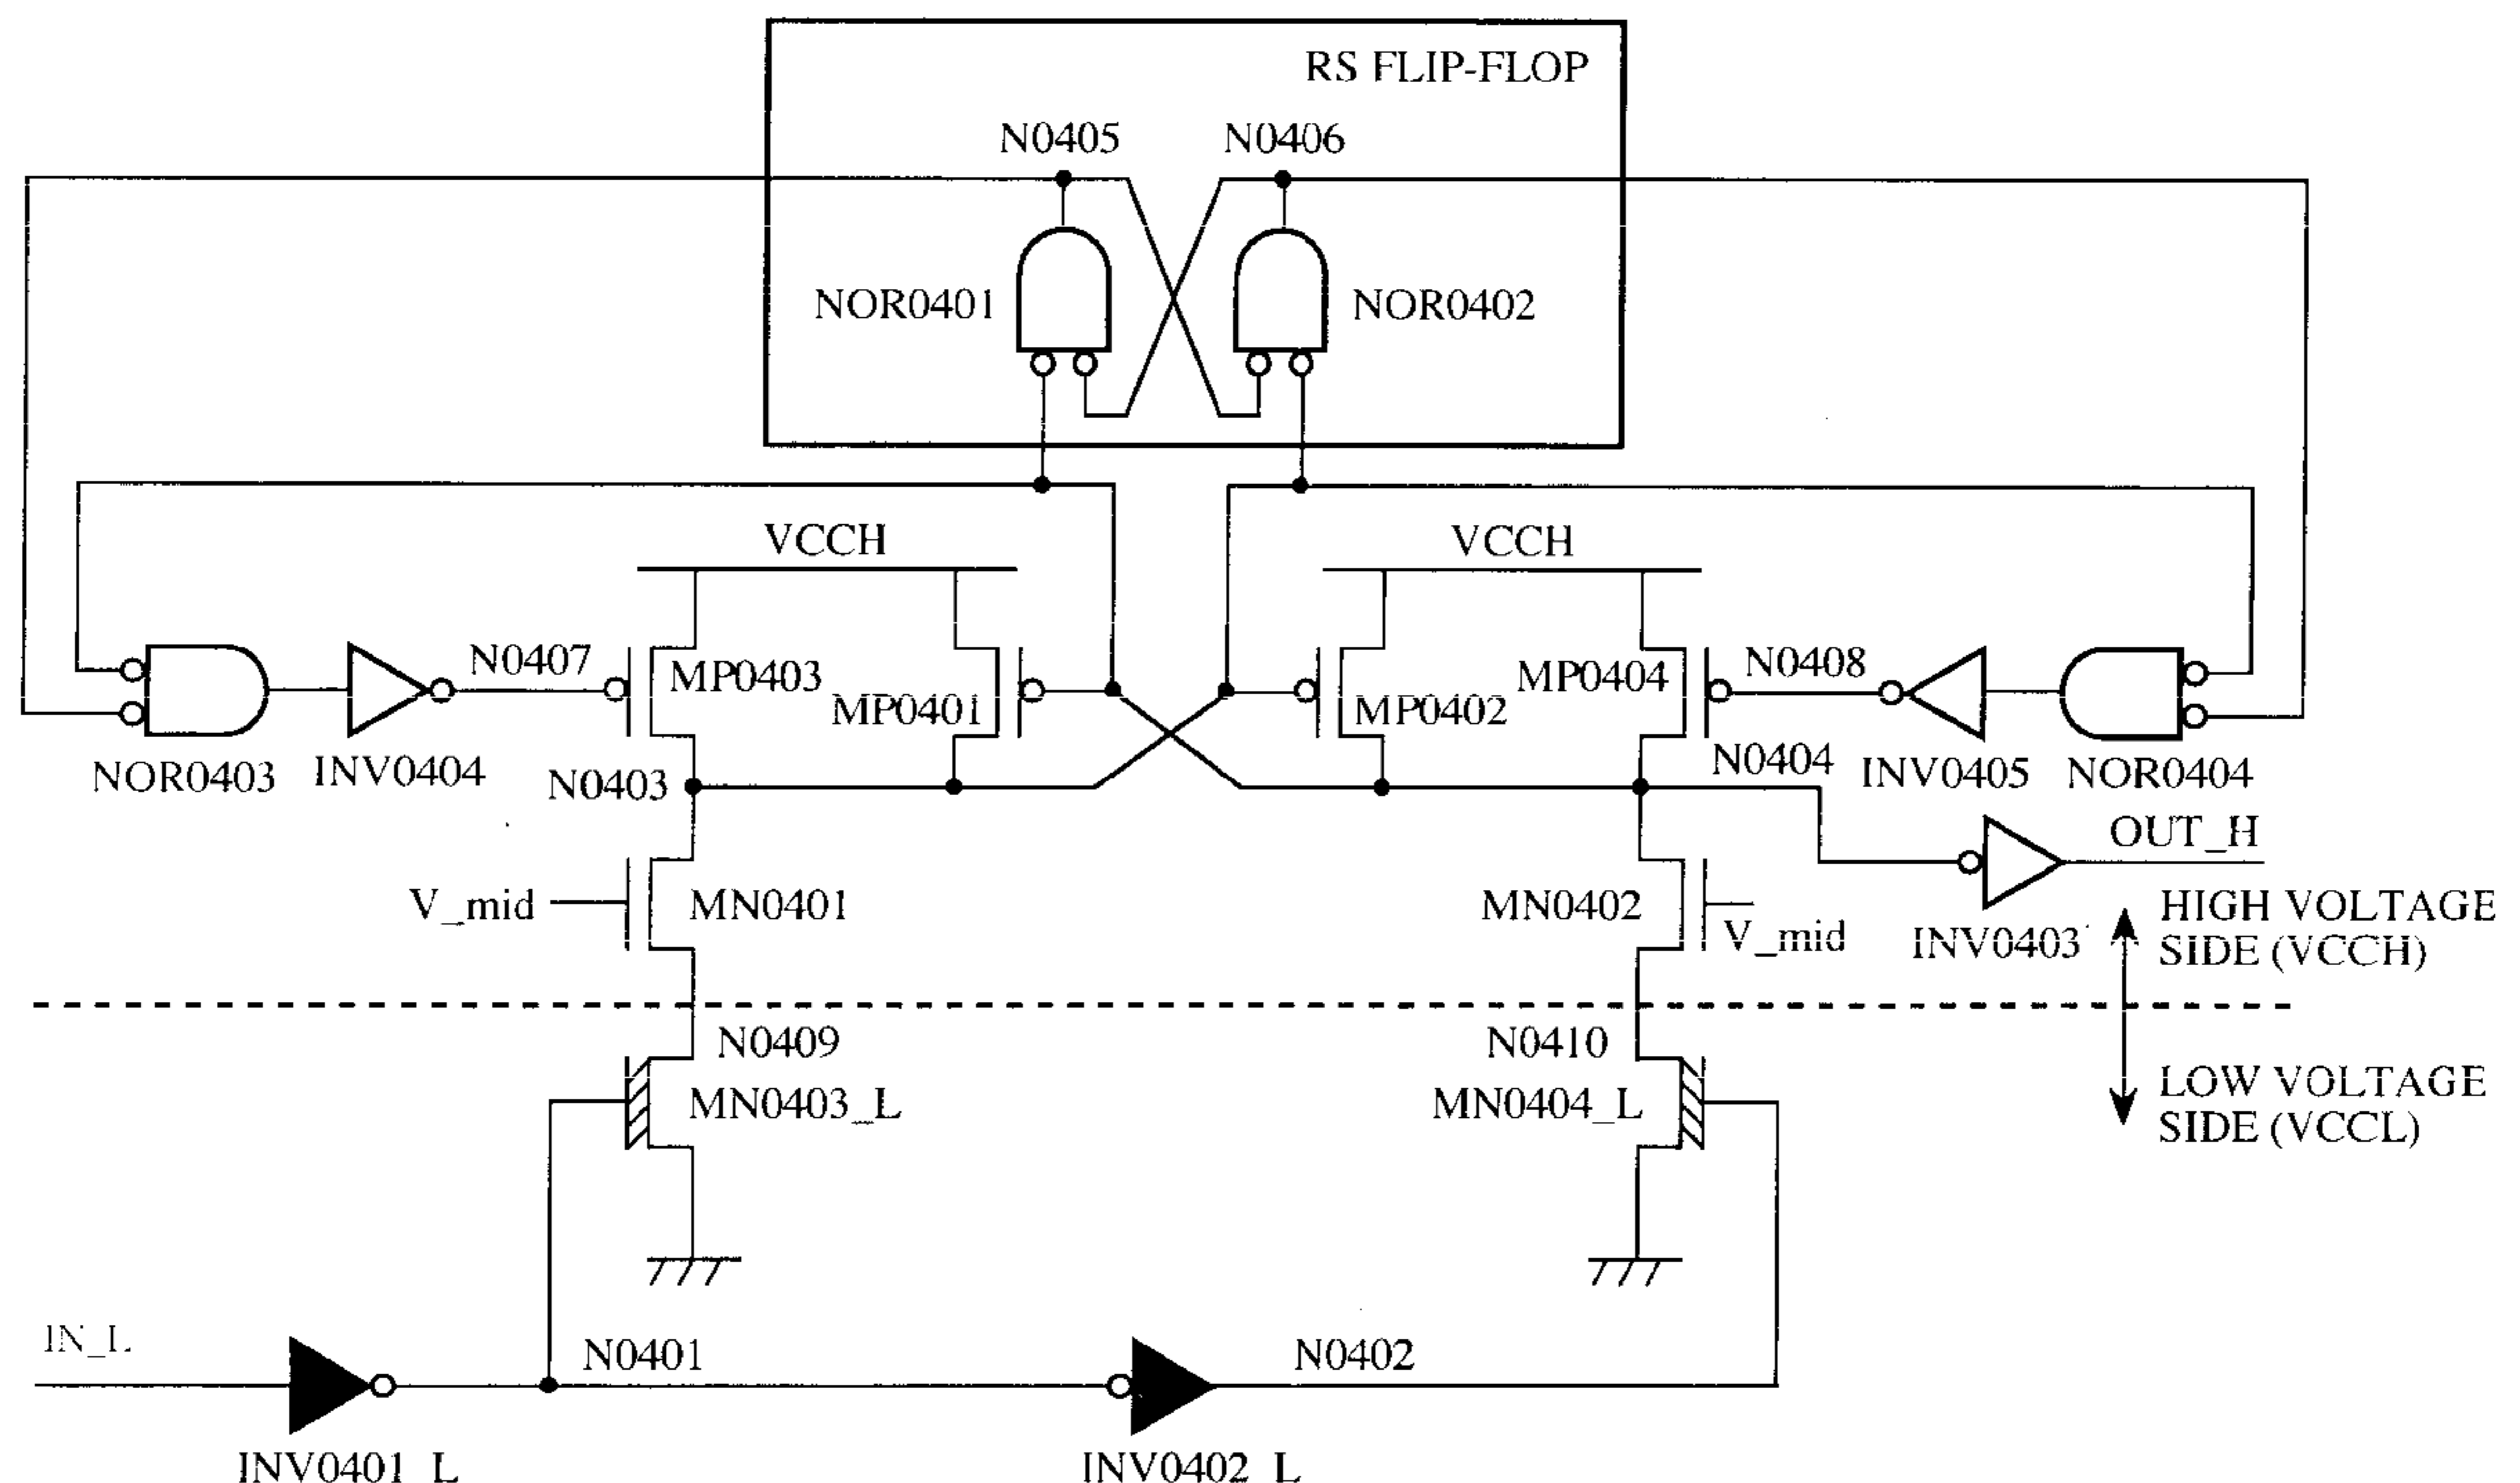 RS FLIP-FLOP
N0405
N0406
NOR0401
NOR0402
VCCH
VCCH
N0407
MP0403
MP0401
MP0402
MP0404
N0408
NOR0403
INV0404
N0403
N0404
INV0405
NOR0404
OUT_H
V_mid
MN0401
MN0402
V_mid
INV0403
HIGH VOLTAGE
SIDE (VCCH)
N0409
N0410
MN0403_L
MN0404_L
LOW VOLTAGE
SIDE (VCCL)
IN_L
N0401
N0402
INV0401_L
INV0402_L